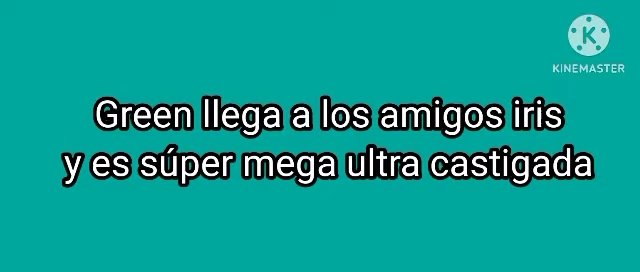 KINEMASTER
Green llega a los amigos iris
y es súper mega ultra castigada